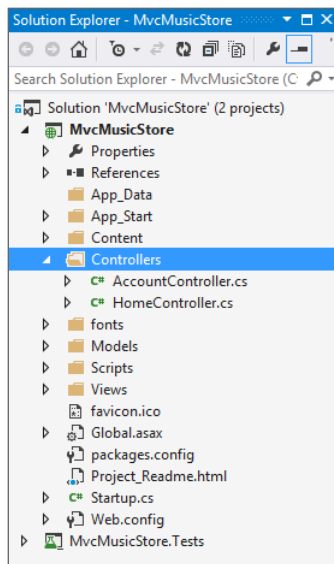 Solution Explorer - MvcMusicStore
Search Solution Explorer - MvcMusicStore (C
Solution 'MvcMusicStore' (2 projects)
MvcMusicStore
Properties
References
App_Data
App_Start
Content
Controllers
C# AccountController.cs
C# HomeController.cs
fonts
Models
Scripts
Views
favicon.ico
Global.asax
packages.config
Project_Readme.html
C# Startup.cs
Web.config
MvcMusicStore.Tests